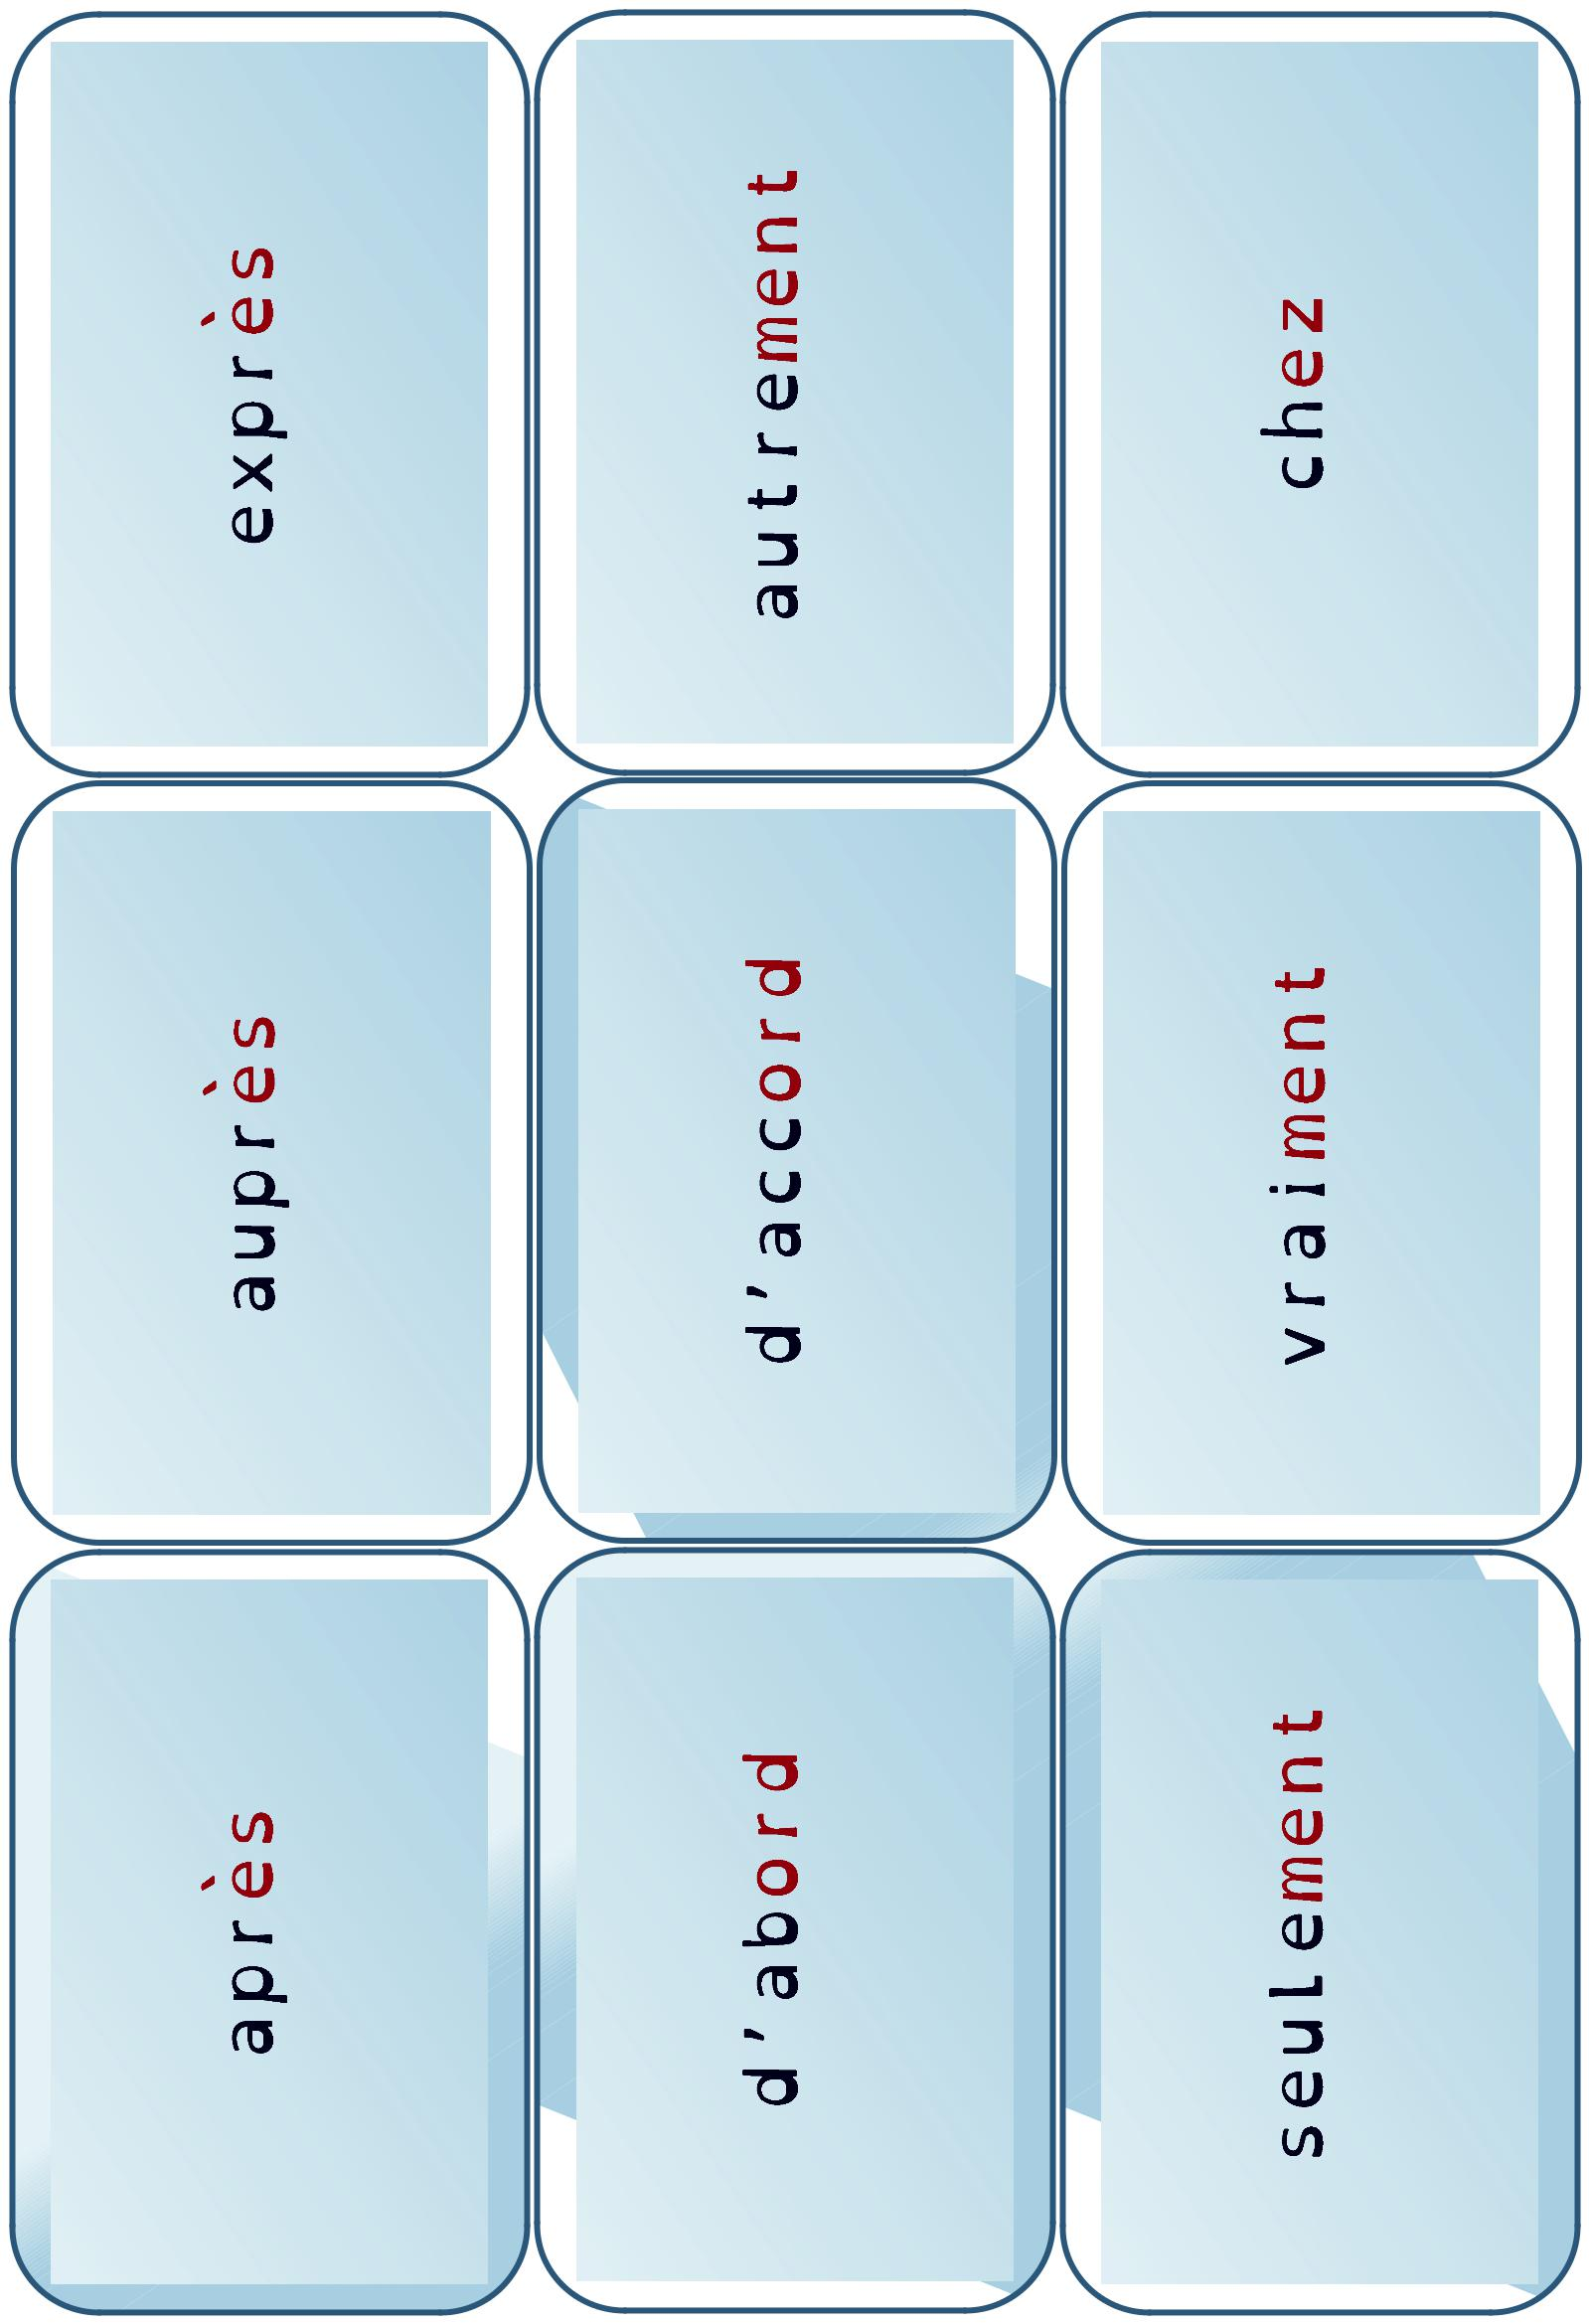 après
auprès
exprès
d’abord
d’accord
autrement
seulement
vraiment
chez